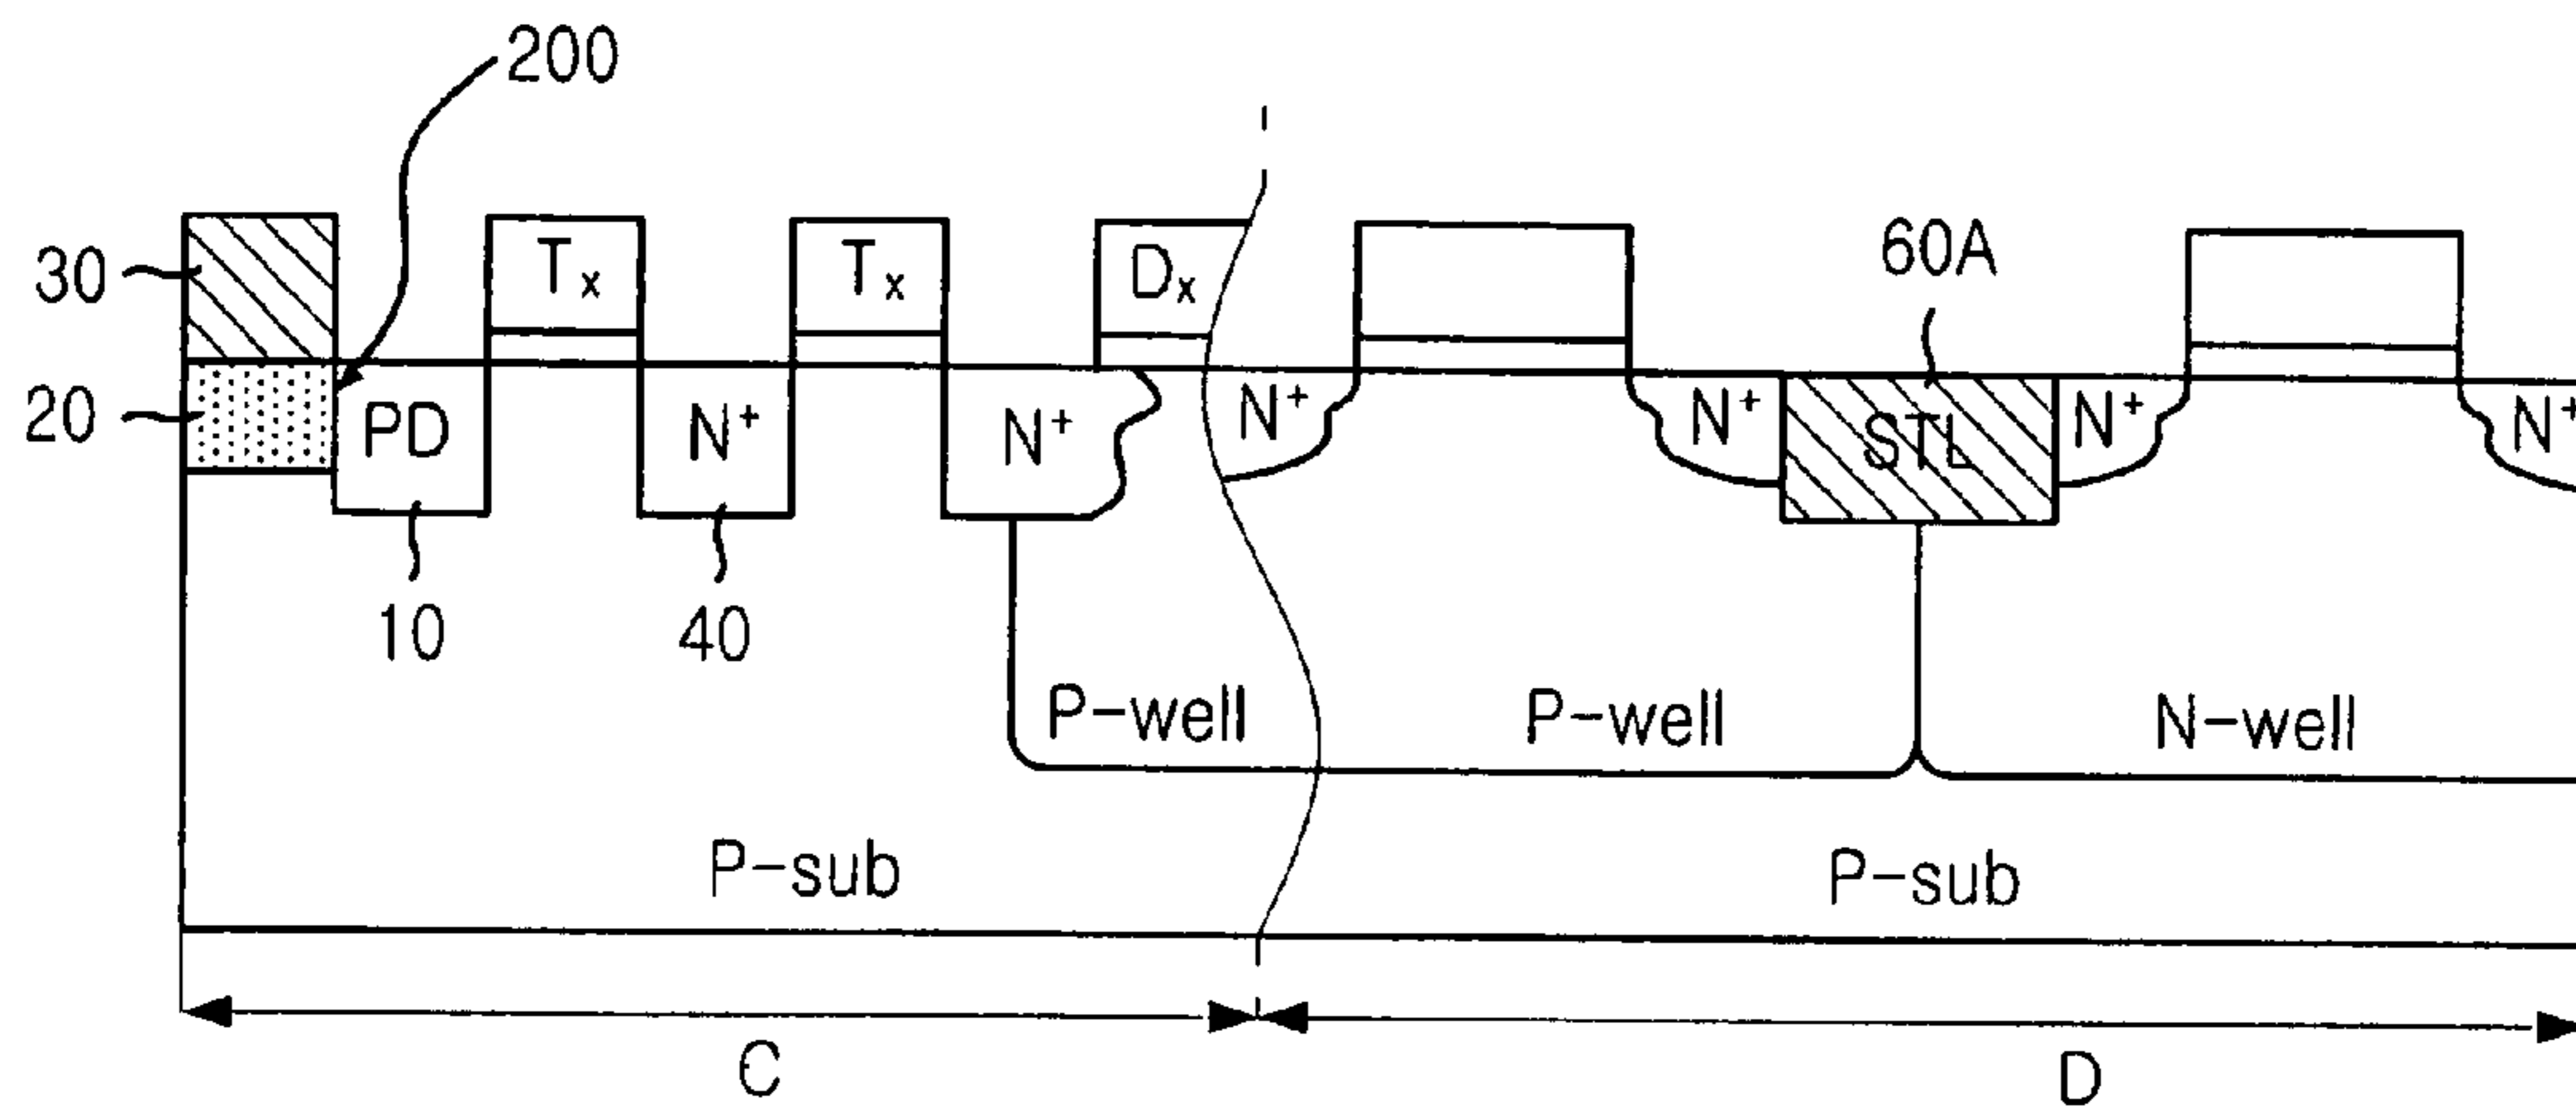 200
30
Tx
Tx
Dx
60A
20
PD
N+
N+
N+
N+
STL
N+
N+
10
40
P-well
P-well
N-well
P-sub
P-sub
C
D